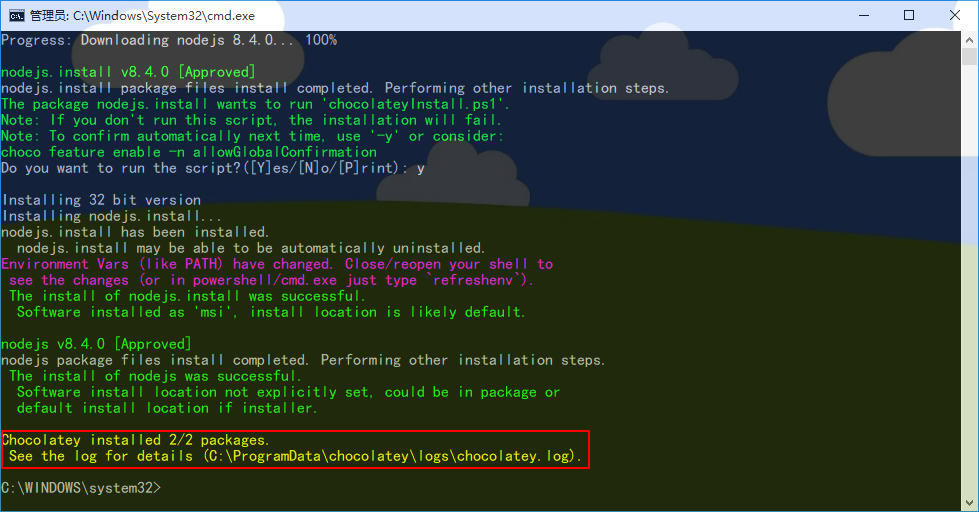 管理员: C:\Windows\System32\cmd.exe
Progress: Downloading nodejs 8.4.0... 100%
nodejs.install v8.4.0 [Approved]
nodejs.install package files install completed. Performing other installation steps.
The package nodejs.install wants to run 'chocolateyInstall.ps1'.
Note: If you don't run this script, the installation will fail.
Note: To confirm automatically next time, use '-y' or consider:
choco feature enable -n allowGlobalConfirmation
Do you want to run the script?([Y]es/[N]o/[P]rint): y
Installing 32 bit version
Installing nodejs.install...
nodejs.install has been installed.
  nodejs.install may be able to be automatically uninstalled.
Environment Vars (like PATH) have changed. Close/reopen your shell to
 see the changes (or in powershell/cmd.exe just type `refreshenv`).
 The install of nodejs.install was successful.
  Software installed as 'msi', install location is likely default.
nodejs v8.4.0 [Approved]
nodejs package files install completed. Performing other installation steps.
 The install of nodejs was successful.
  Software install location not explicitly set, could be in package or
  default install location if installer.
Chocolatey installed 2/2 packages.
 See the log for details (C:\ProgramData\chocolatey\logs\chocolatey.log).
C:\WINDOWS\system32>